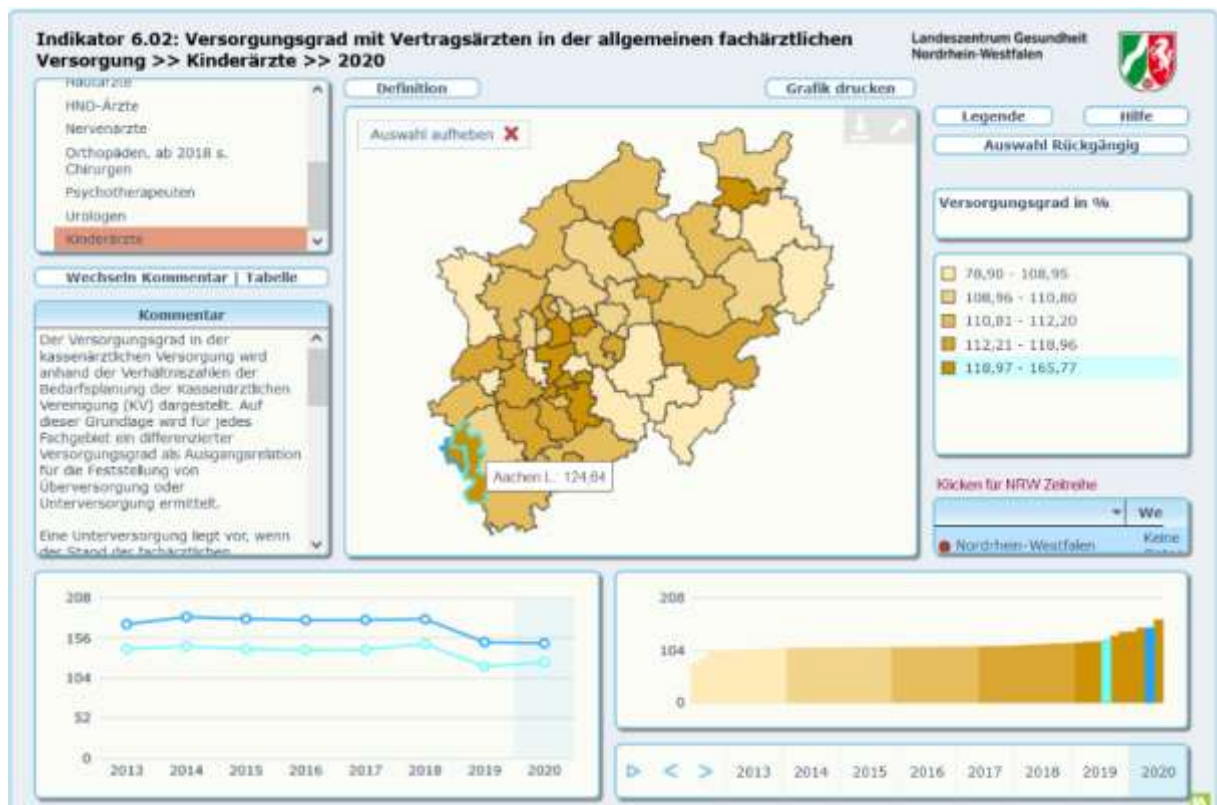 Indikator 6.02: Versorgungsgrad mit Vertragsärzten in der allgemeinen fachärztlichen
Versorgung >> Kinderärzte >> 2020
Landeszentrum Gesundheit
Nordrhein-Westfalen
Hautärzte
HNO-Ärzte
Nervenärzte
Orthopäden, ab 2018 s.
Chirurgen
Psychotherapeuten
Urologen
Kinderärzte
Wechseln Kommentar | Tabelle
Kommentar
Der Versorgungsgrad in der
kassenärztlichen Versorgung wird
anhand der Verhältniszahlen der
Bedarfsplanung der Kassenärztlichen
Vereinigung (KV) dargestellt. Auf
dieser Grundlage wird für jedes
Fachgebiet ein differenzierter
Versorgungsgrad als Ausgangsrelation
für die Feststellung von
Überversorgung oder
Unterversorgung ermittelt.
Eine Unterversorgung liegt vor, wenn
der Stand der fachärztlichen
Definition
Grafik drucken
Auswahl aufheben
Aachen L. 124,64
Legende
Hilfe
Auswahl Rückgängig
Versorgungsgrad in %
78,90 - 108,95
108,96 - 110,80
110,81 - 112,20
112,21 - 118,96
118,97 - 165,77
Klicken für NRW Zeitreihe
We
Nordrhein-Westfalen
Keine
208
156
104
52
0
2013 2014 2015 2016 2017 2018 2019 2020
208
104
0
2013 2014 2015 2016 2017 2018 2019 2020